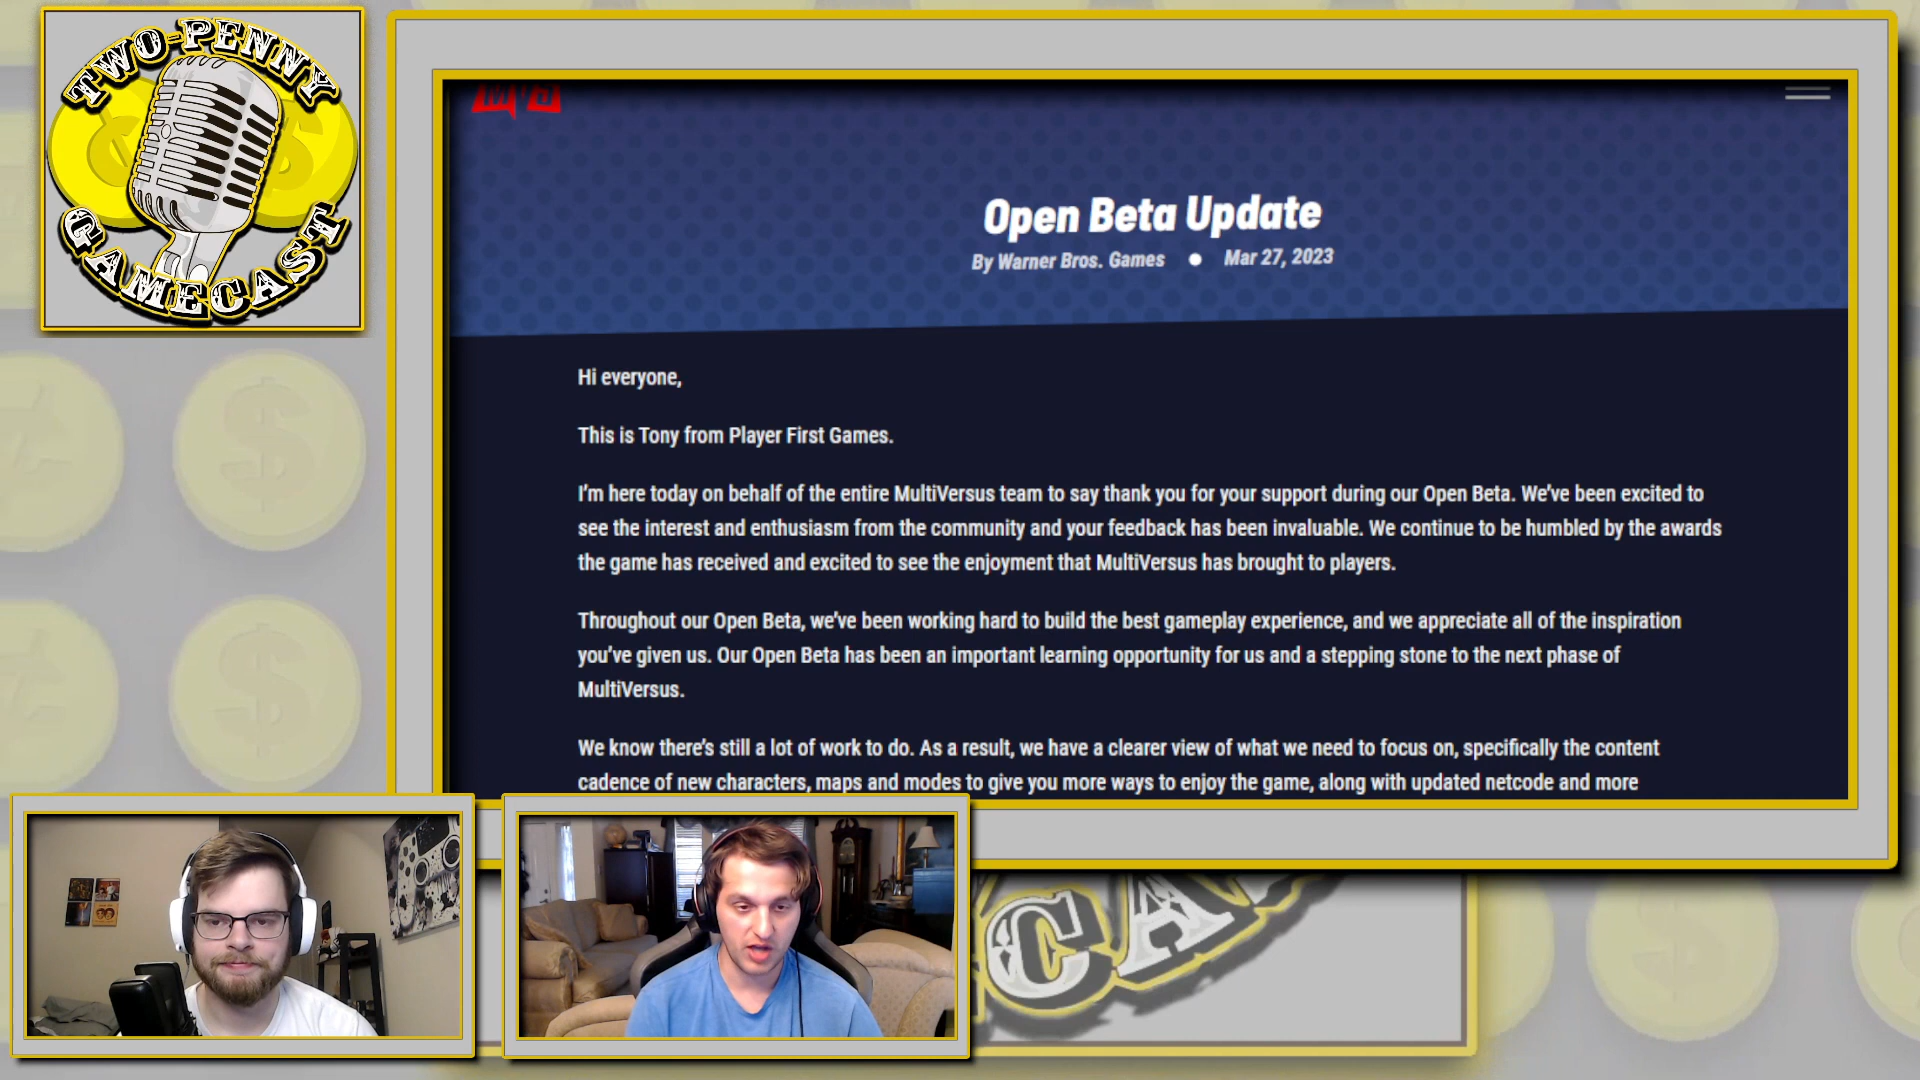 TWO-PENNY
GAMECAST
MVS
Open Beta Update
By Warner Bros. Games ● Mar 27, 2023
Hi everyone,
This is Tony from Player First Games.
I'm here today on behalf of the entire MultiVersus team to say thank you for your support during our Open Beta. We've been excited to
see the interest and enthusiasm from the community and your feedback has been invaluable. We continue to be humbled by the awards
the game has received and excited to see the enjoyment that MultiVersus has brought to players.
Throughout our Open Beta, we've been working hard to build the best gameplay experience, and we appreciate all of the inspiration
you've given us. Our Open Beta has been an important learning opportunity for us and a stepping stone to the next phase of
MultiVersus.
We know there's still a lot of work to do. As a result, we have a clearer view of what we need to focus on, specifically the content
cadence of new characters, maps and modes to give you more ways to enjoy the game, along with updated netcode and more
CA